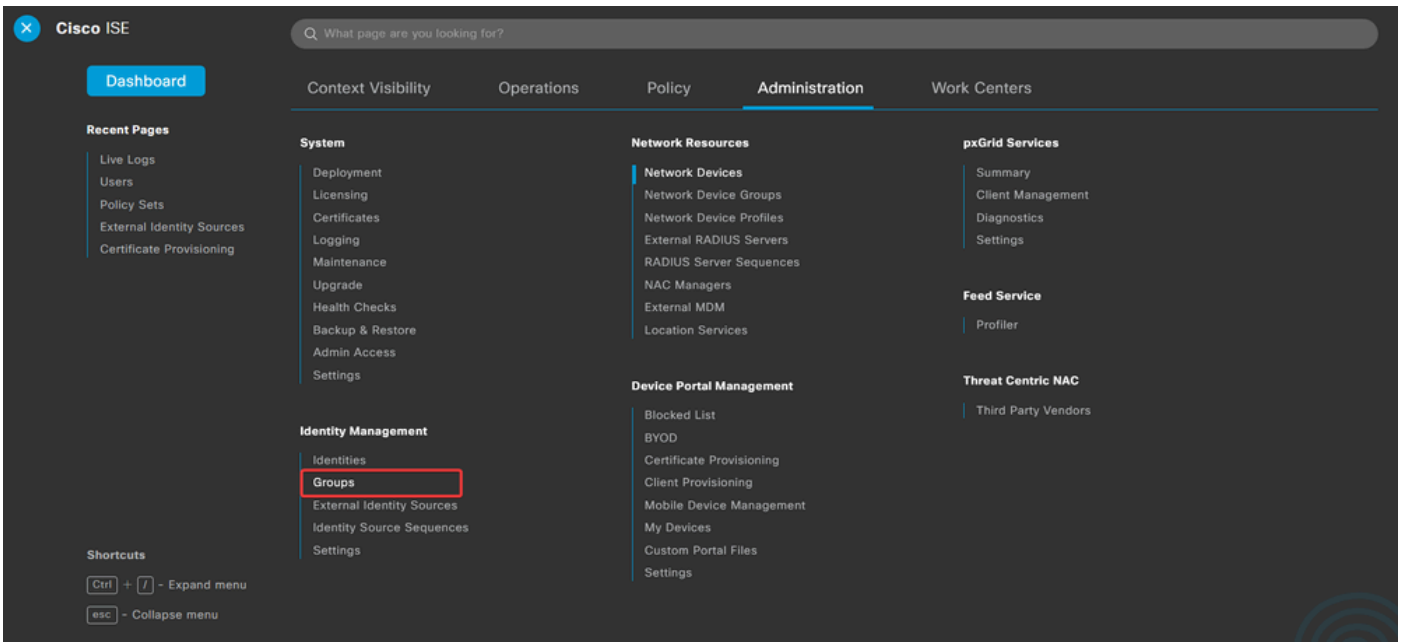 Cisco ISE
What page are you looking for?
Dashboard
Context Visibility
Operations
Policy
Administration
Work Centers
Recent Pages
Live Logs
Users
Policy Sets
External Identity Sources
Certificate Provisioning
System
Deployment
Licensing
Certificates
Logging
Maintenance
Upgrade
Health Checks
Backup & Restore
Admin Access
Settings
Identity Management
Identities
Groups
External Identity Sources
Identity Source Sequences
Settings
Network Resources
Network Devices
Network Device Groups
Network Device Profiles
External RADIUS Servers
RADIUS Server Sequences
NAC Managers
External MDM
Location Services
Device Portal Management
Blocked List
BYOD
Certificate Provisioning
Client Provisioning
Mobile Device Management
My Devices
Custom Portal Files
Settings
pxGrid Services
Summary
Client Management
Diagnostics
Settings
Feed Service
Profiler
Threat Centric NAC
Third Party Vendors
Shortcuts
Ctrl + / - Expand menu
esc - Collapse menu